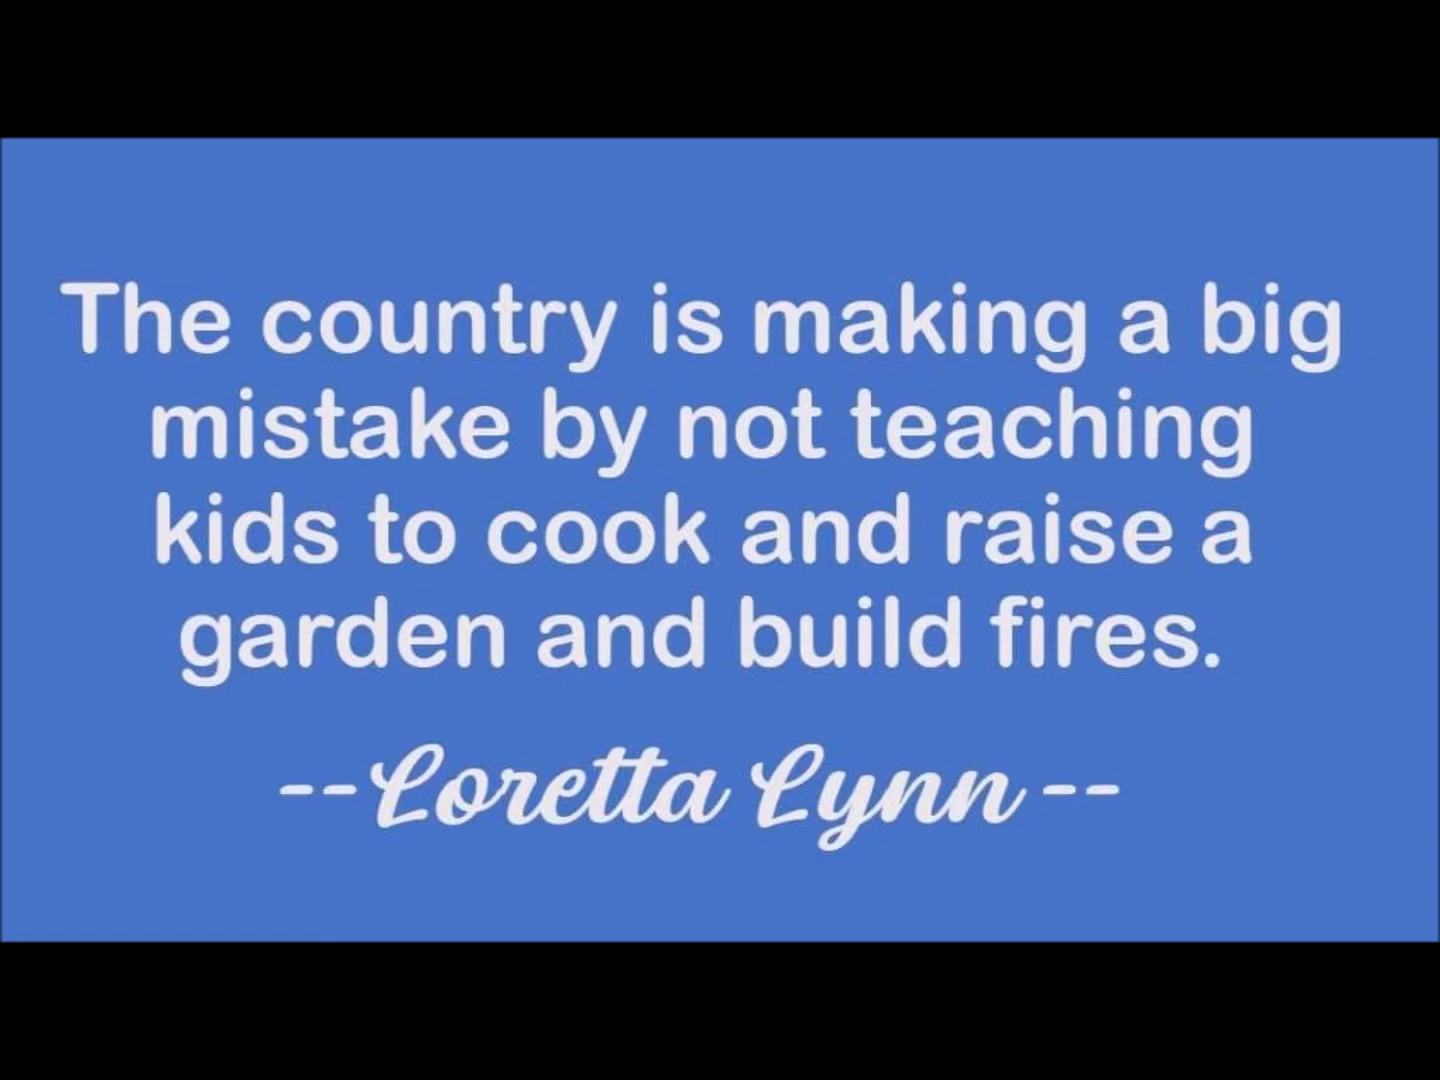 The country is making a big
mistake by not teaching
kids to cook and raise a
garden and build fires.
--Loretta Lynn--